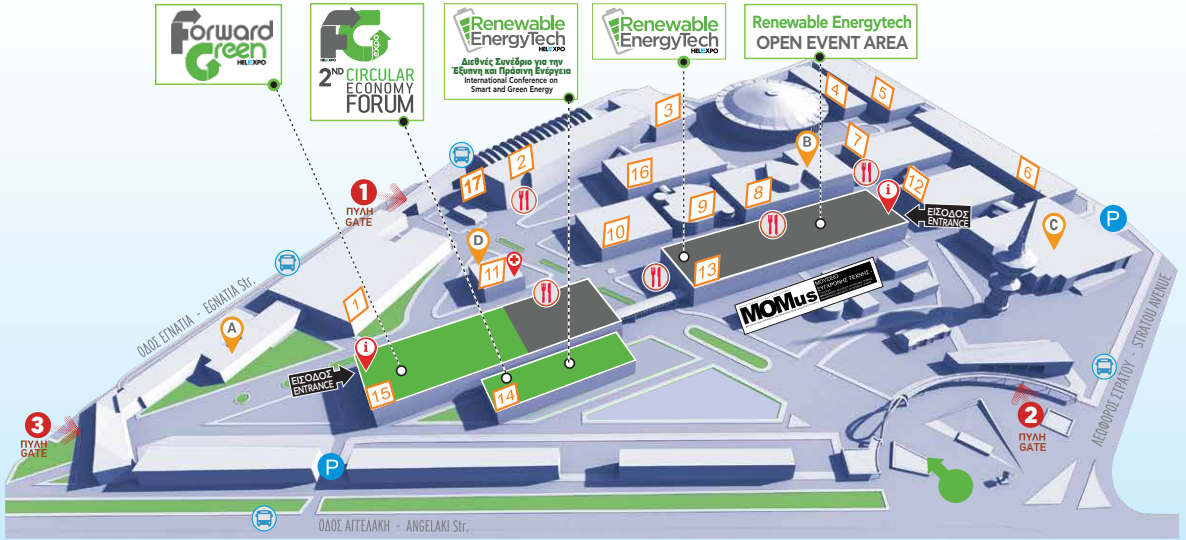 Forward
Green
HELEXPO
FG
expo
HELEXPO
2ND CIRCULAR
ECONOMY
FORUM
Renewable
EnergyTech
HELEXPO
Διεθνές Συνέδριο για την
Έξυπνη και Πράσινη Ενέργεια
International Conference on
Smart and Green Energy
Renewable
EnergyTech
HELEXPO
Renewable Energytech
OPEN EVENT AREA
3
4
5
2
17
16
B
7
6
8
9
12
i
1
ΠΥΛΗ
GATE
10
ΕΙΣΟΔΟΣ
ENTRANCE
P
C
D
11
13
MOMus
ΜΟΥΣΕΙΟ
ΣΥΓΧΡΟΝΗΣ ΤΕΧΝΗΣ -
1
A
ΟΔΟΣ ΕΓΝΑΤΙΑ - EGNATIA Str.
i
ΕΙΣΟΔΟΣ
ENTRANCE
15
14
ΛΕΩΦΟΡΟΣ ΣΤΡΑΤΟΥ - STRATOU AVENUE
3
ΠΥΛΗ
GATE
2
ΠΥΛΗ
GATE
P
ΟΔΟΣ ΑΓΓΕΛΑΚΗ - ANGELAKI Str.